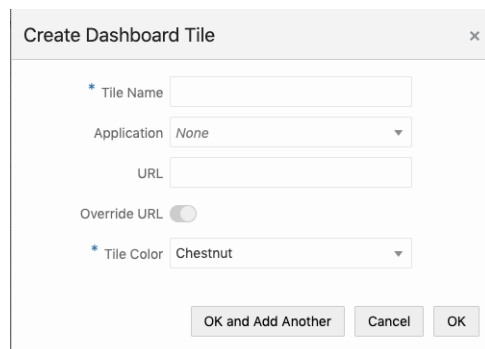 Create Dashboard Tile ×
* Tile Name
Application None
URL
Override URL
* Tile Color Chestnut
OK and Add Another Cancel OK